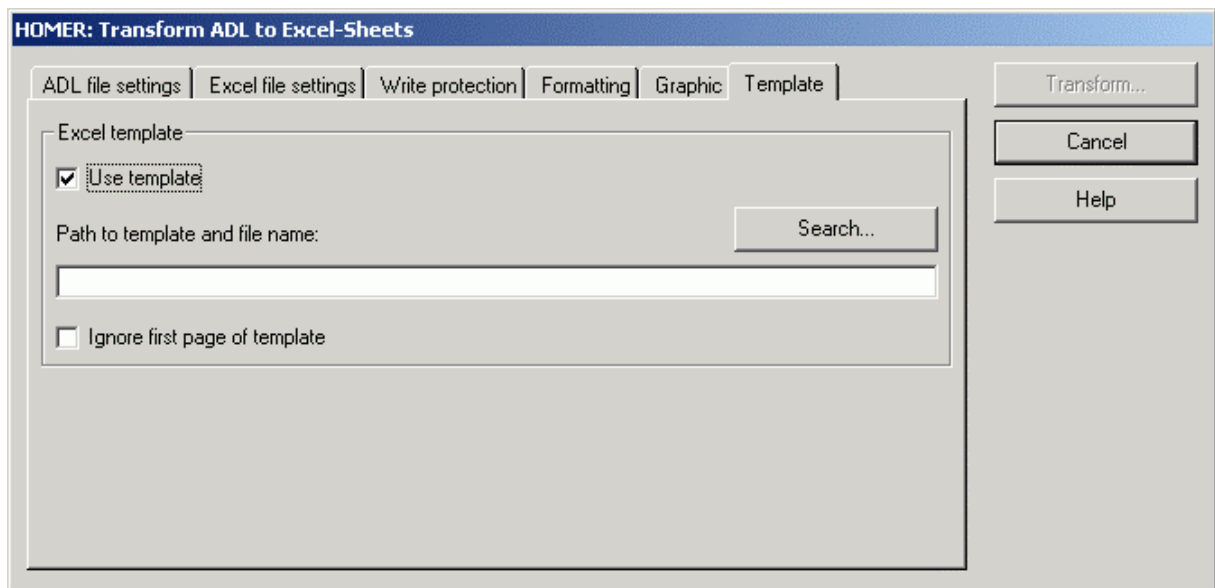 HOMER: Transform ADL to Excel-Sheets
ADL file settings Excel file settings Write protection Formatting Graphic Template
Transform...
Excel template
Cancel
Use template
Help
Search...
Path to template and file name:
Ignore first page of template